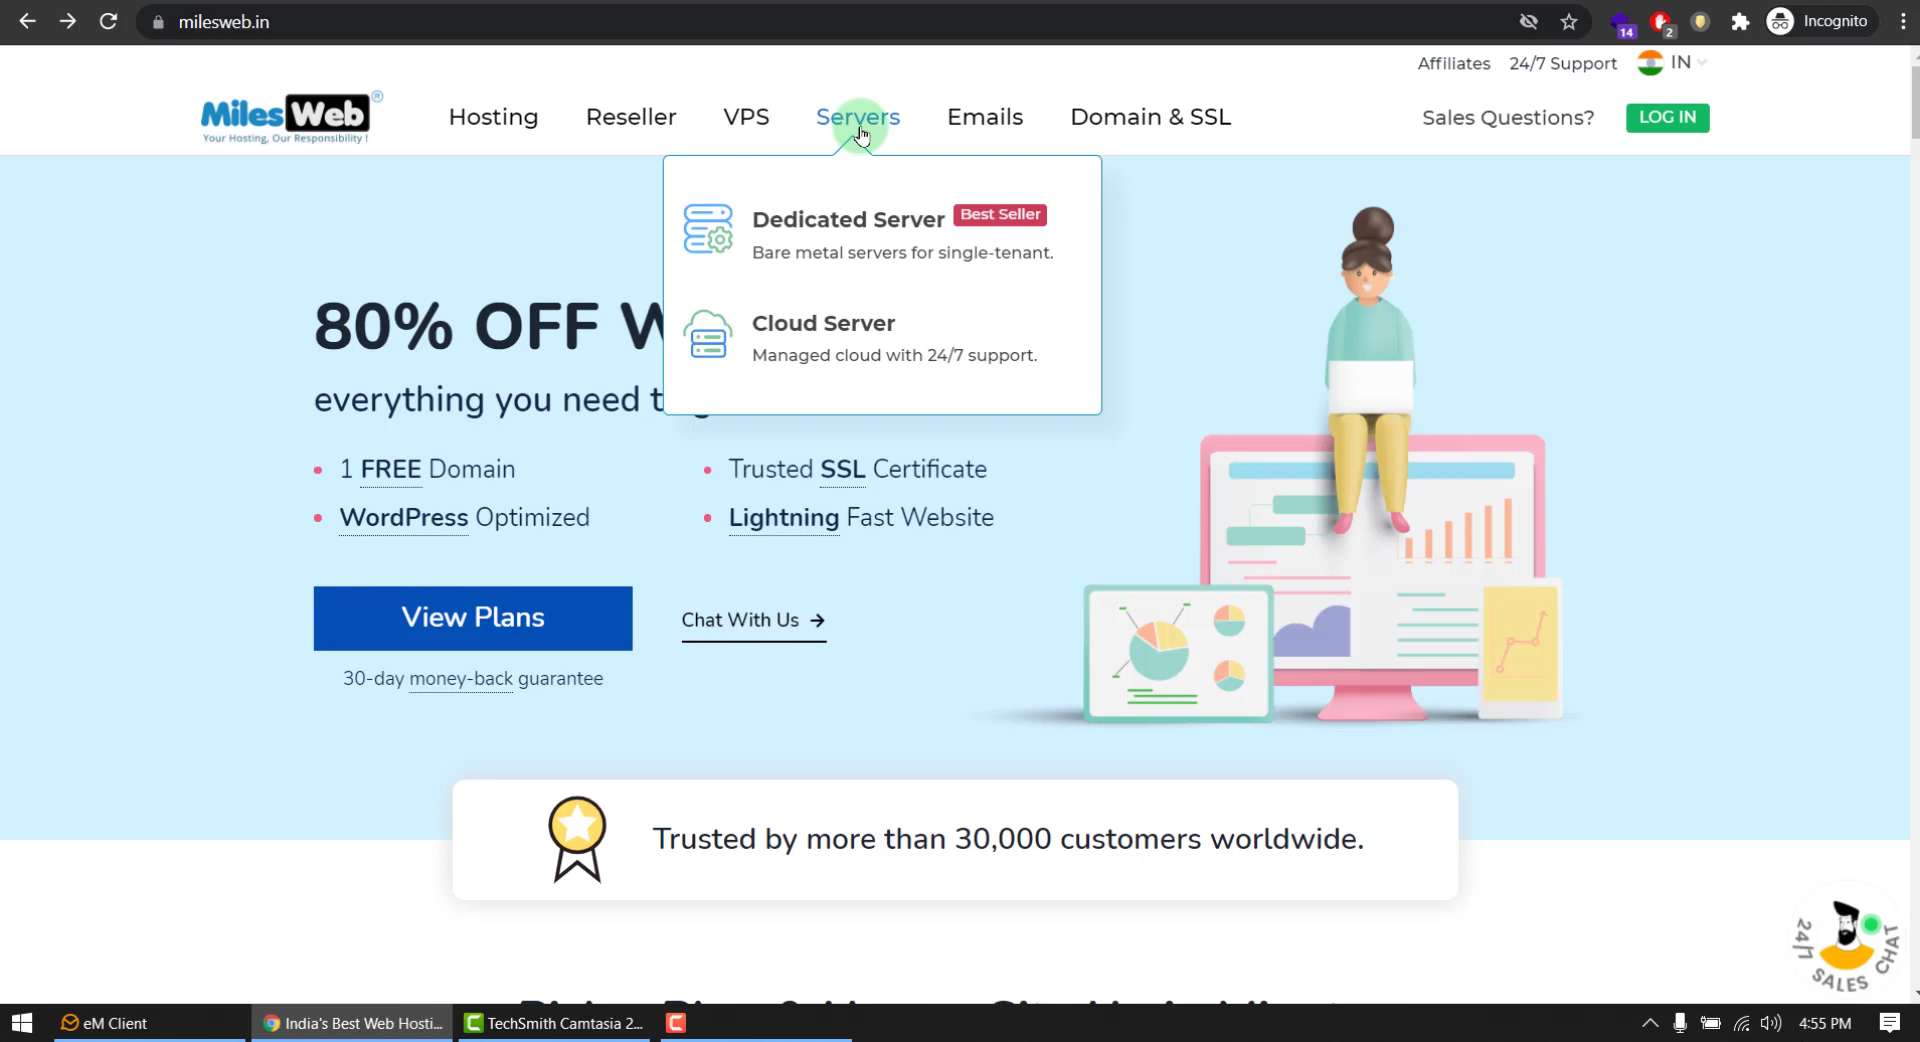 milesweb.in
14
2
Incognito
Affiliates 24/7 Support IN
MilesWeb®
Your Hosting, Our Responsibility!
Hosting Reseller VPS Servers Emails Domain & SSL
Sales Questions? LOG IN
Dedicated Server Best Seller
Bare metal servers for single-tenant.
Cloud Server
Managed cloud with 24/7 support.
80% OFF
everything you need
1 FREE Domain
Trusted SSL Certificate
WordPress Optimized
Lightning Fast Website
View Plans
Chat With Us →
30-day money-back guarantee
Trusted by more than 30,000 customers worldwide.
24/7 SALES CHAT
eM Client
India's Best Web Hosti...
TechSmith Camtasia 2...
4:55 PM